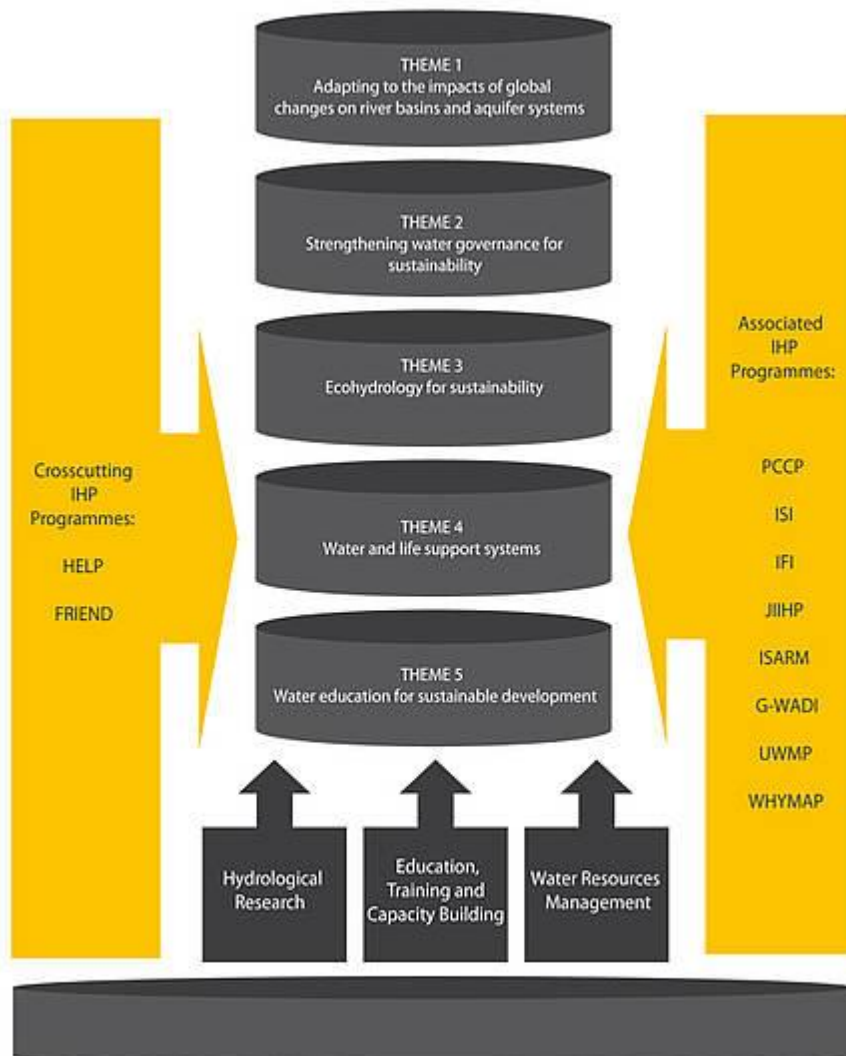 THEME 1
Adapting to the impacts of global
changes on river basins and aquifer systems
THEME 2
Strengthening water governance for
sustainability
THEME 3
Ecohydrology for sustainability
THEME 4
Water and life support systems
THEME 5
Water education for sustainable development
Crosscutting
IHP
Programmes:
HELP
FRIEND
Associated
IHP
Programmes:
PCCP
ISI
IFI
JIIHP
ISARM
G-WADI
UWMP
WHYMAP
Hydrological
Research
Education,
Training and
Capacity Building
Water Resources
Management